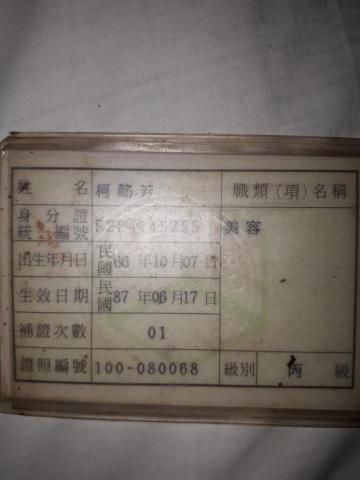 姓名 柯 職類(項)名稱
身分證
統一編號 美容
出生年月日 民國66年10月07日
生效日期 民國87年06月17日
補證次數 01
證照編號 100-080068 級別 丙級